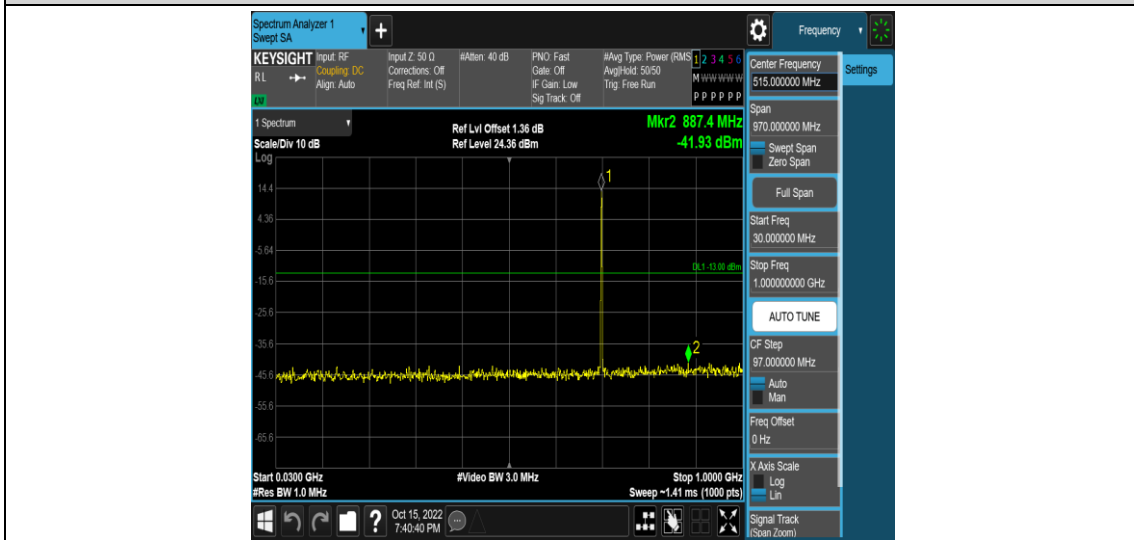 Spectrum Analyzer 1
Swept SA
+
Frequency
KEYSIGHT
RL
LXI
Input: RF
Coupling: DC
Align: Auto
Input Z: 50 Ω
Corrections: Off
Freq Ref: Int (S)
#Atten: 40 dB
PNO: Fast
Gate: Off
IF Gain: Low
Sig Track: Off
#Avg Type: Power (RMS
Avg|Hold: 50/50
Trig: Free Run
1 2 3 4 5 6
M W W W W W
P P P P P P
1 Spectrum
Scale/Div 10 dB
Log
Ref Lvl Offset 1.36 dB
Ref Level 24.36 dBm
Mkr2 887.4 MHz
-41.93 dBm
1
14.4
4.36
-5.64
DL1 -13.00 dBm
-15.6
-25.6
-35.6
2
-45.6
-55.6
-65.6
Start 0.0300 GHz
#Res BW 1.0 MHz
#Video BW 3.0 MHz
Stop 1.0000 GHz
Sweep ~1.41 ms (1000 pts)
Center Frequency
515.000000 MHz
Settings
Span
970.000000 MHz
Swept Span
Zero Span
Full Span
Start Freq
30.000000 MHz
Stop Freq
1.000000000 GHz
AUTO TUNE
CF Step
97.000000 MHz
Auto
Man
Freq Offset
0 Hz
X Axis Scale
Log
Lin
Signal Track
(Span Zoom)
?
Oct 15, 2022
7:40:40 PM